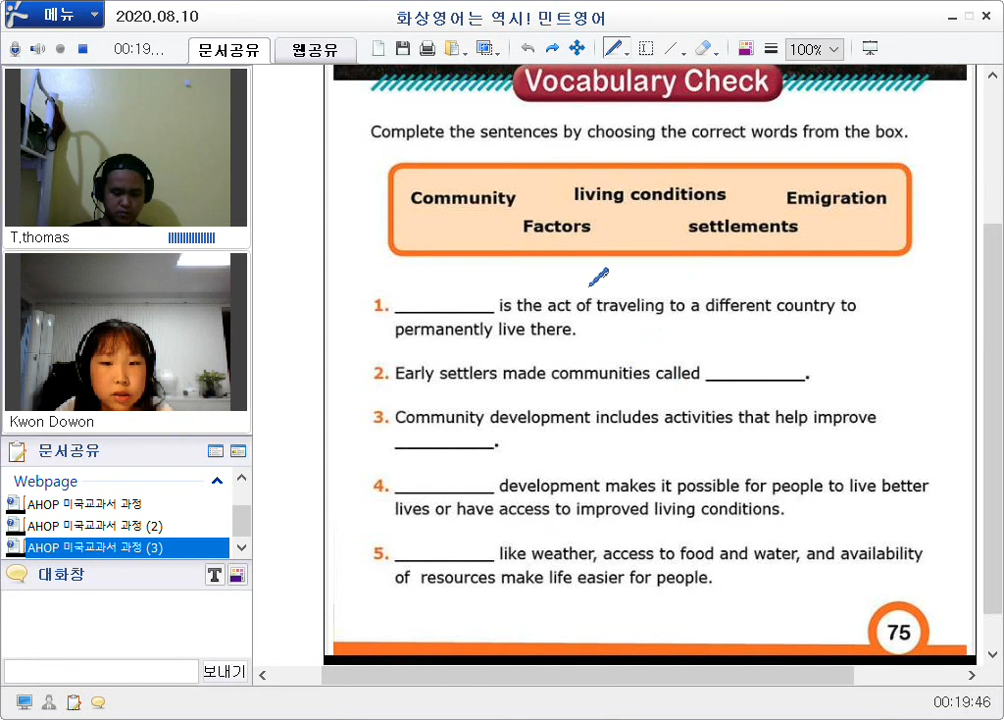 메뉴 2020.08.10 화상영어는 역시! 민트영어
00:19... 문서공유 웹공유 100%
T.thomas
Kwon Dowon
문서공유
Webpage
AHOP 미국교과서 과정
AHOP 미국교과서 과정 (2)
AHOP 미국교과서 과정 (3)
대화창 T
보내기
Vocabulary Check
Complete the sentences by choosing the correct words from the box.
Community living conditions Emigration
Factors settlements
1. __________ is the act of traveling to a different country to
permanently live there.
2. Early settlers made communities called __________.
3. Community development includes activities that help improve
__________.
4. __________ development makes it possible for people to live better
lives or have access to improved living conditions.
5. __________ like weather, access to food and water, and availability
of resources make life easier for people.
75
00:19:46